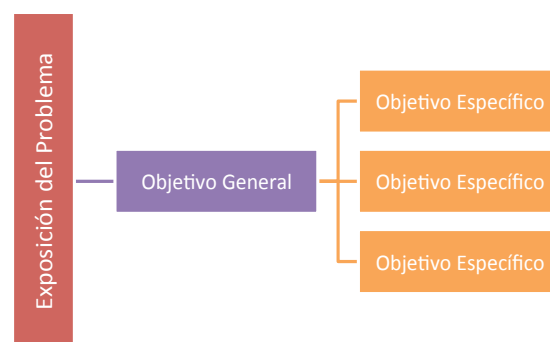 Exposición del Problema
Objetivo General
Objetivo Específico
Objetivo Específico
Objetivo Específico